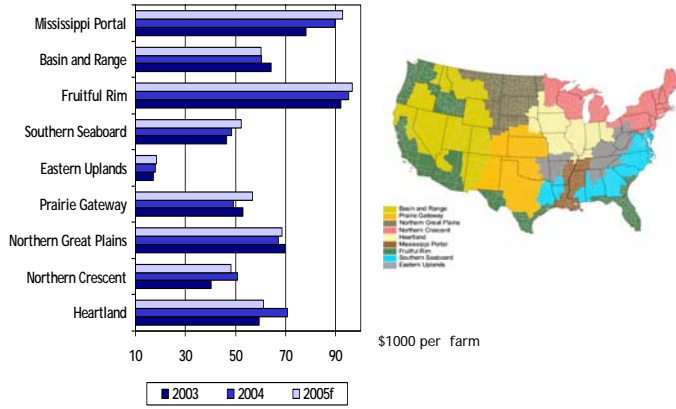 Mississippi Portal
Basin and Range
Fruitful Rim
Southern Seaboard
Eastern Uplands
Prairie Gateway
Northern Great Plains
Northern Crescent
Heartland
10 30 50 70 90
$1000 per farm
2003 2004 2005f
Basin and Range
Prairie Gateway
Northern Great Plains
Northern Crescent
Heartland
Mississippi Portal
Fruitful Rim
Southern Seaboard
Eastern Uplands